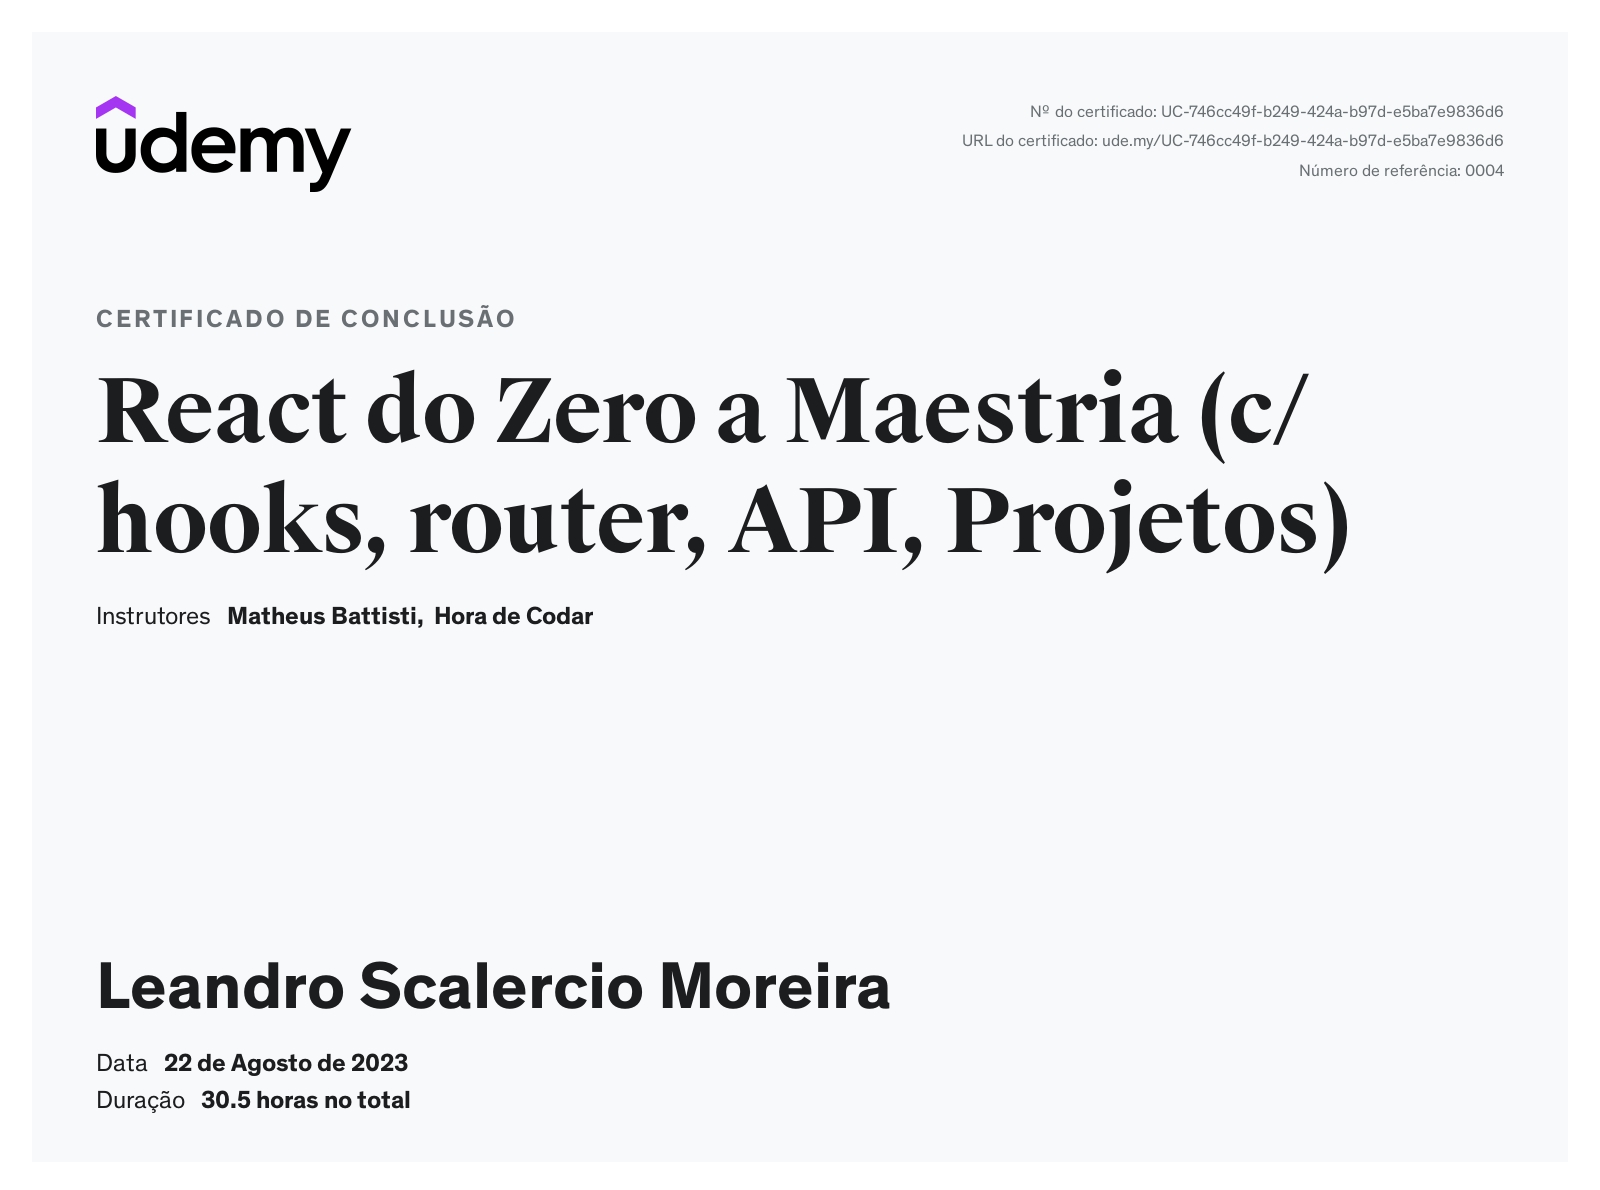 udemy
Nº do certificado: UC-746cc49f-b249-424a-b97d-e5ba7e9836d6
URL do certificado: ude.my/UC-746cc49f-b249-424a-b97d-e5ba7e9836d6
Número de referência: 0004
CERTIFICADO DE CONCLUSÃO
React do Zero a Maestria (c/
hooks, router, API, Projetos)
Instrutores Matheus Battisti, Hora de Codar
Leandro Scalercio Moreira
Data 22 de Agosto de 2023
Duração 30.5 horas no total